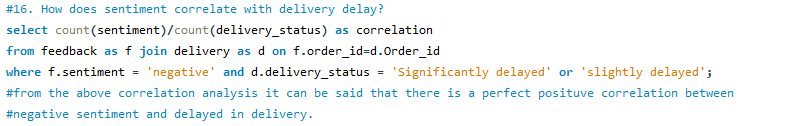 #16. How does sentiment correlate with delivery delay?
select count(sentiment)/count(delivery_status) as correlation
from feedback as f join delivery as d on f.order_id=d.Order_id
where f.sentiment = 'negative' and d.delivery_status = 'Significantly delayed' or 'slightly delayed';
#from the above correlation analysis it can be said that there is a perfect posituve correlation between
#negative sentiment and delayed in delivery.